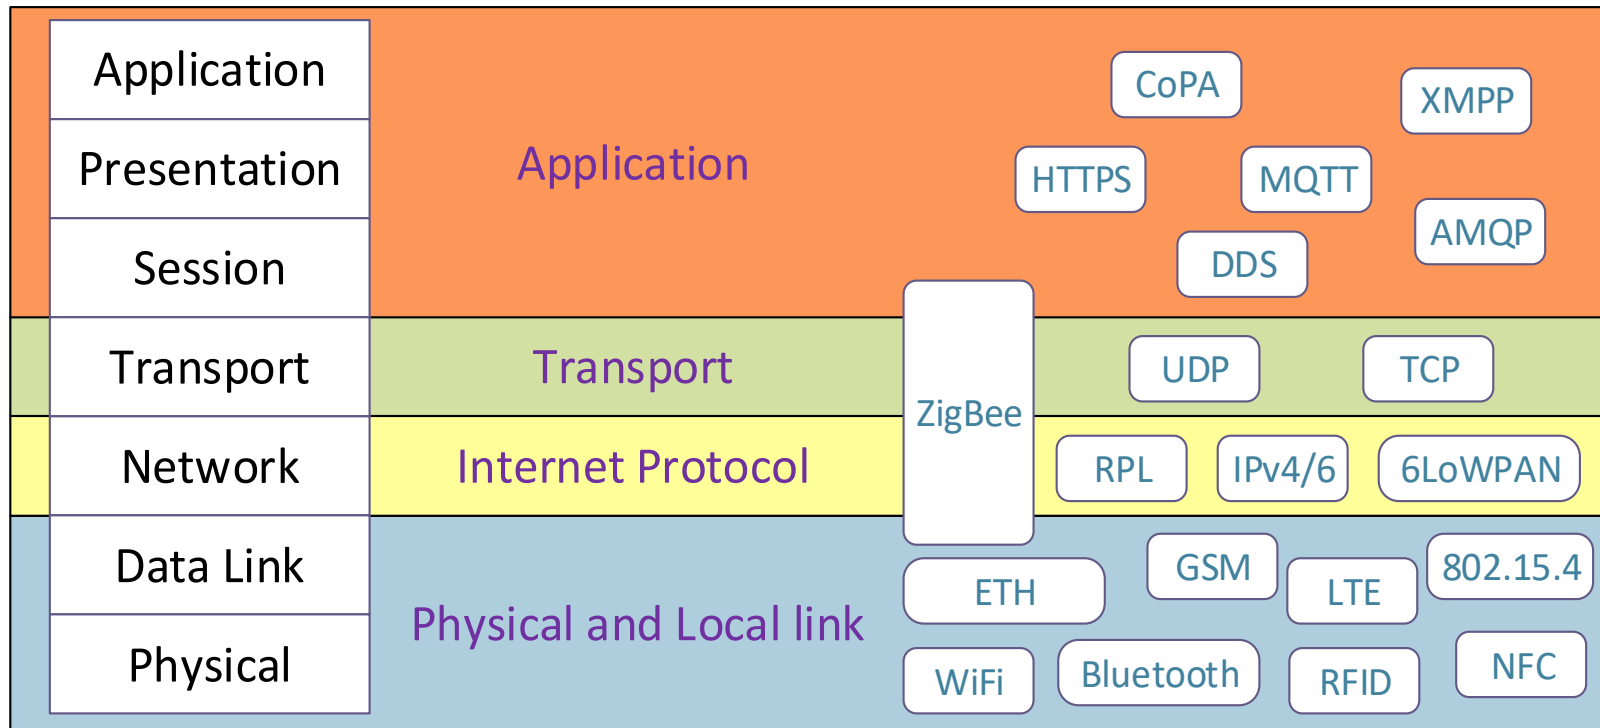 Application
Presentation
Session
Transport
Network
Data Link
Physical
Application
Transport
Internet Protocol
Physical and Local link
CoPA
XMPP
HTTPS
MQTT
AMQP
DDS
ZigBee
UDP
TCP
RPL
IPv4/6
6LoWPAN
ETH
GSM
LTE
802.15.4
WiFi
Bluetooth
RFID
NFC